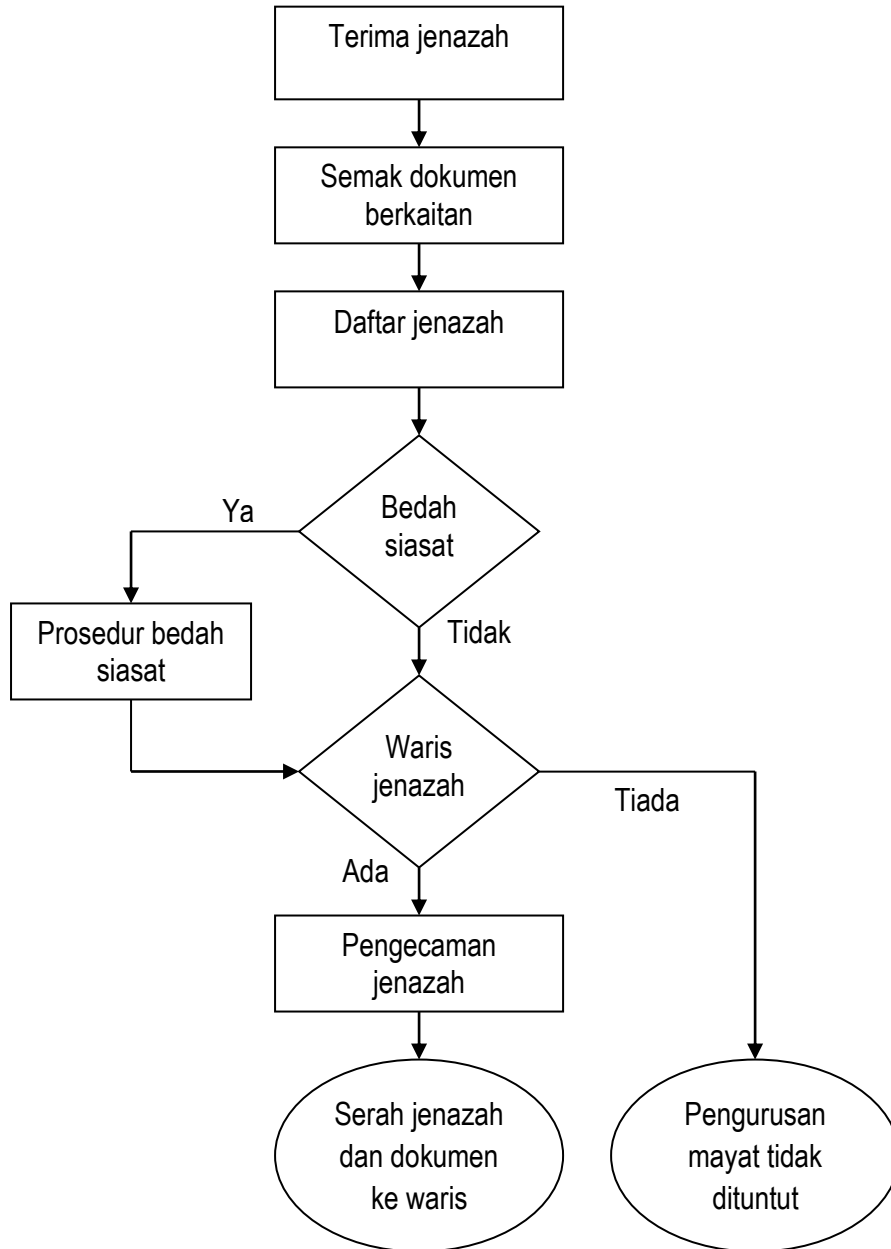 Terima jenazah
Semak dokumen
berkaitan
Daftar jenazah
Bedah
siasat
Ya
Tidak
Prosedur bedah
siasat
Waris
jenazah
Tiada
Ada
Pengecaman
jenazah
Serah jenazah
dan dokumen
ke waris
Pengurusan
mayat tidak
dituntut